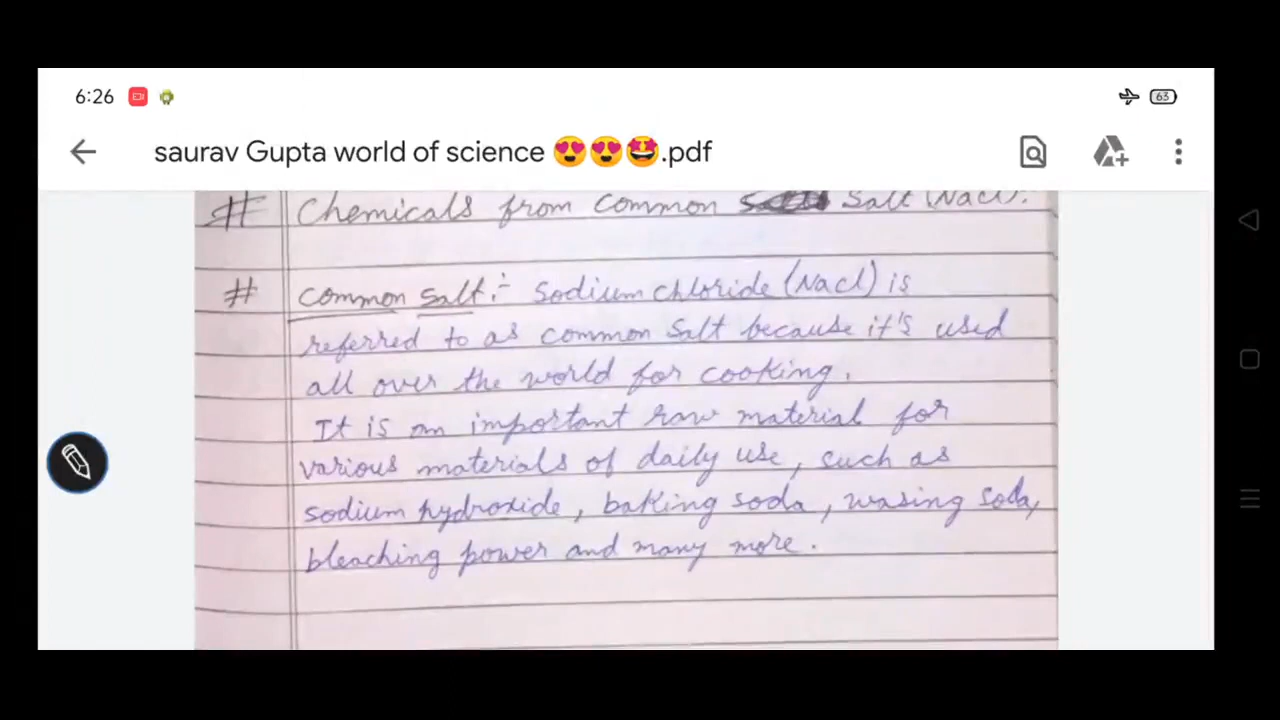 6:26
63
saurav Gupta world of science 😍😍🤩.pdf
# Chemicals from common Salt (Nacl).
# Common salt :- Sodium chloride (Nacl) is
referred to as common salt because it's used
all over the world for cooking.
It is an important raw material for
various materials of daily use, such as
sodium hydroxide, baking soda, wasing soda,
bleaching power and many more.